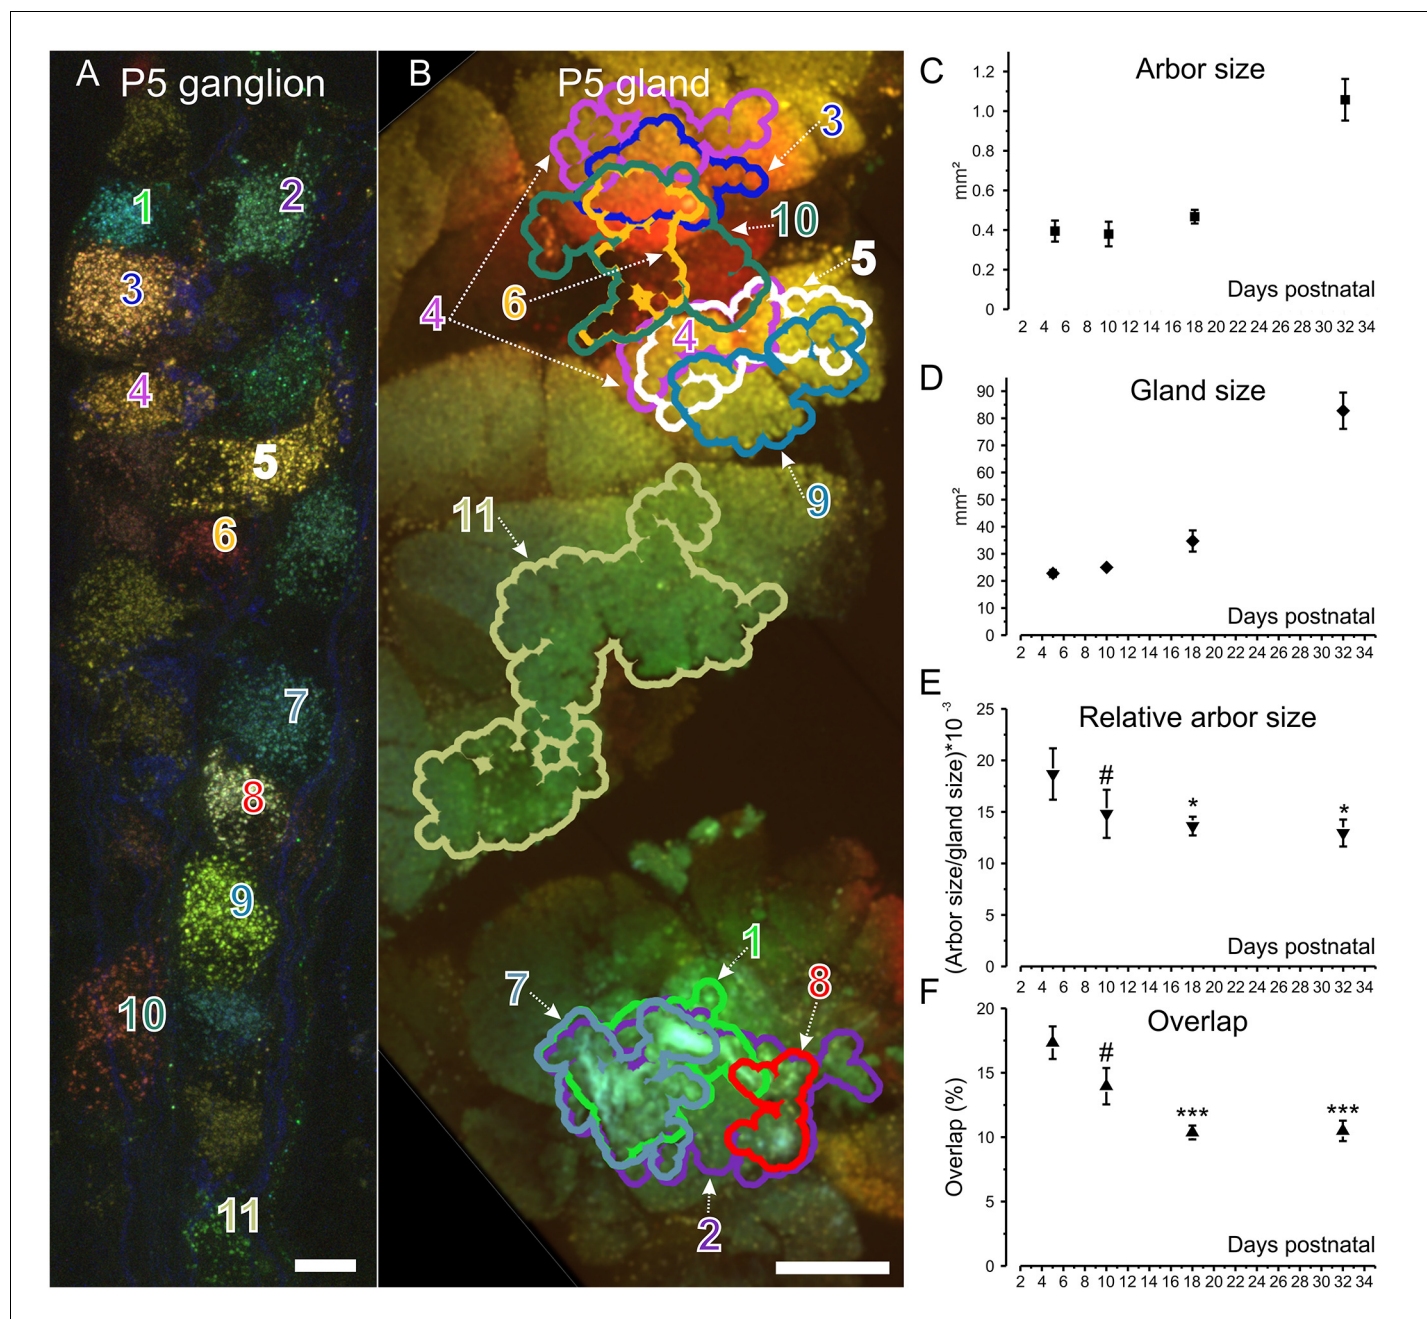 A
P5 ganglion
1
2
3
4
5
6
7
8
9
10
11
B
P5 gland
3
10
5
6
4
4
9
11
1
7
8
2
C
Arbor size
1.2
1.0
0.8
0.6
0.4
0.2
0
mm²
Days postnatal
2 4 6 8 10 12 14 16 18 20 22 24 26 28 30 32 34
D
Gland size
90
80
70
60
50
40
30
20
10
0
mm²
Days postnatal
2 4 6 8 10 12 14 16 18 20 22 24 26 28 30 32 34
E
Relative arbor size
25
20
15
10
5
0
(Arbor size/gland size)*10⁻³
#
*
*
Days postnatal
2 4 6 8 10 12 14 16 18 20 22 24 26 28 30 32 34
F
Overlap
20
15
10
5
0
Overlap (%)
#
***
***
Days postnatal
2 4 6 8 10 12 14 16 18 20 22 24 26 28 30 32 34